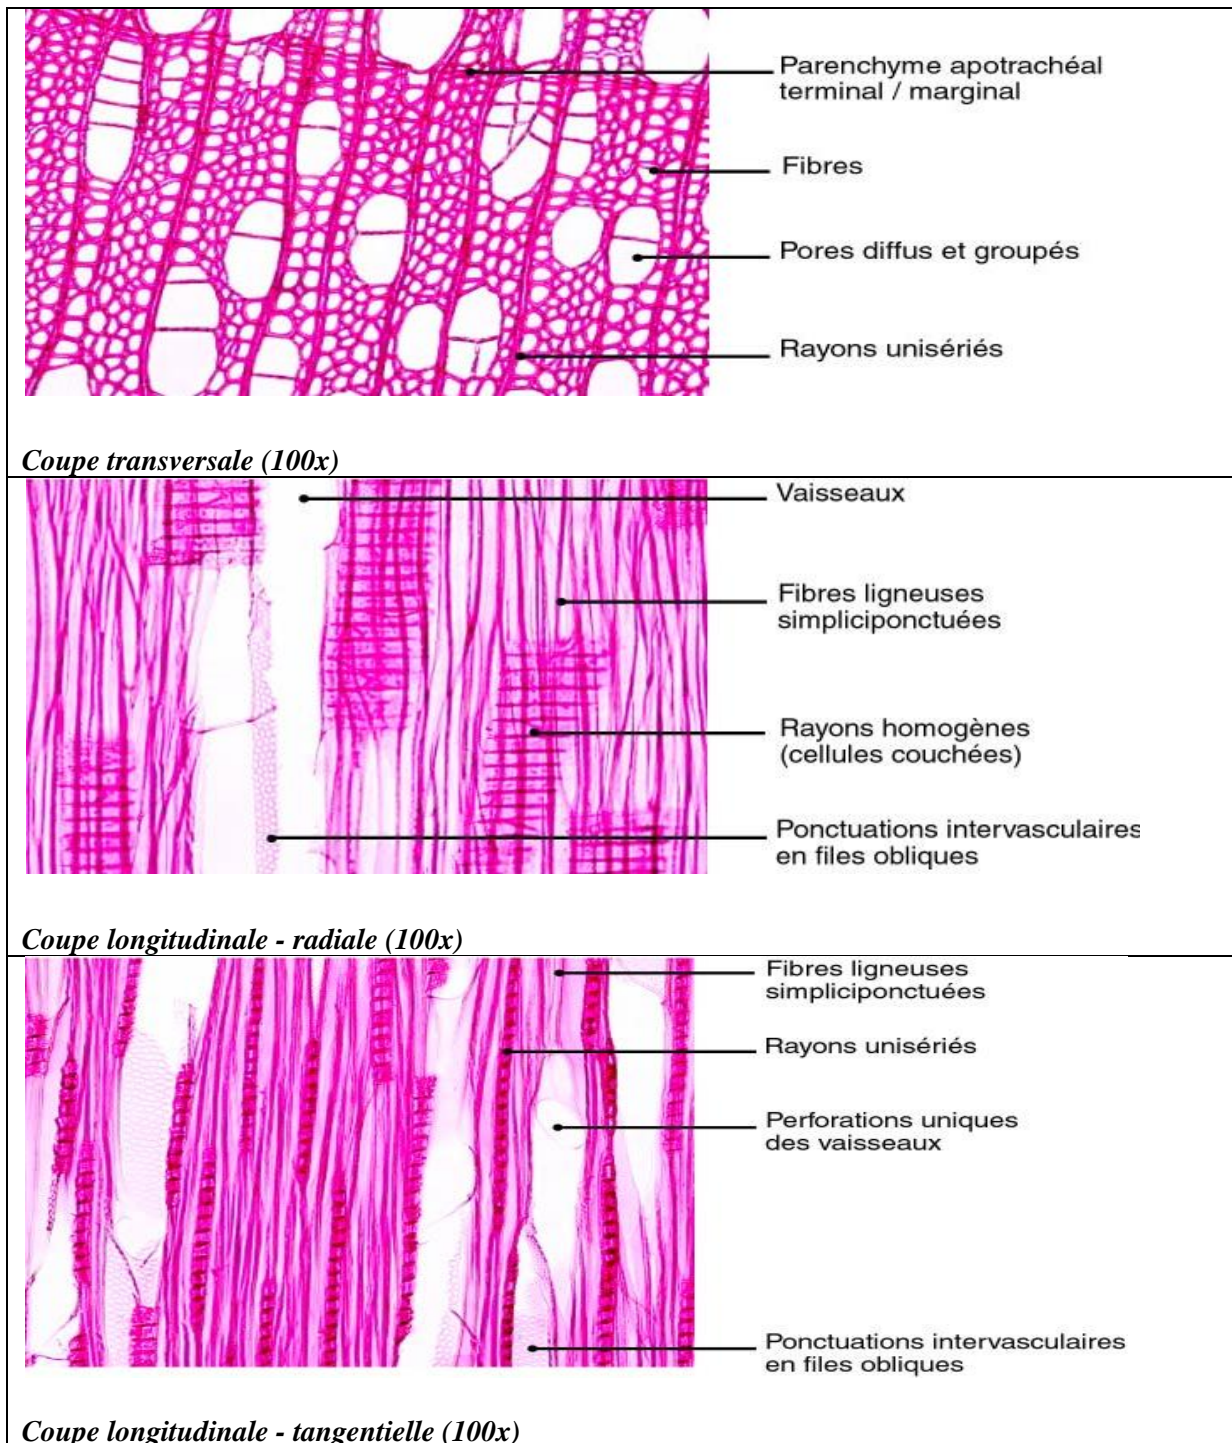 Parenchyme apotrachéal
terminal / marginal
Fibres
Pores diffus et groupés
Rayons unisériés
Coupe transversale (100x)
Vaisseaux
Fibres ligneuses
simpliciponctuées
Rayons homogènes
(cellules couchées)
Ponctuations intervasculaires
en files obliques
Coupe longitudinale - radiale (100x)
Fibres ligneuses
simpliciponctuées
Rayons unisériés
Perforations uniques
des vaisseaux
Ponctuations intervasculaires
en files obliques
Coupe longitudinale - tangentielle (100x)